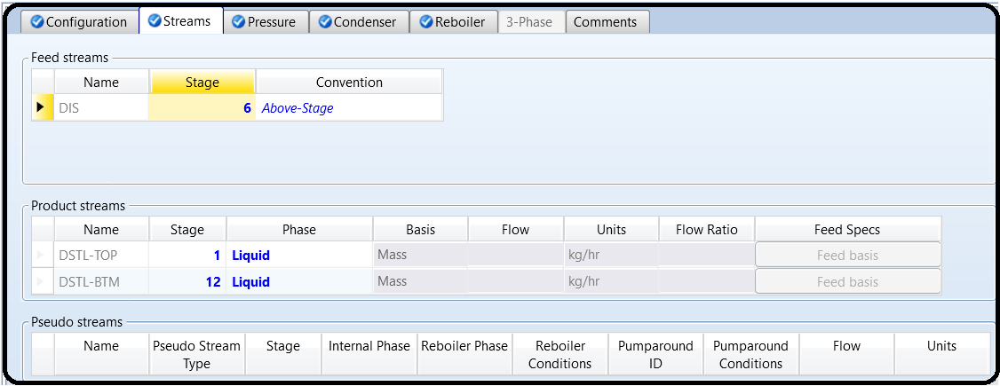 Configuration Streams Pressure Condenser Reboiler 3-Phase Comments
Feed streams
Name Stage Convention
DIS 6 Above-Stage
Product streams
Name Stage Phase Basis Flow Units Flow Ratio Feed Specs
DSTL-TOP 1 Liquid Mass kg/hr Feed basis
DSTL-BTM 12 Liquid Mass kg/hr Feed basis
Pseudo streams
Name Pseudo Stream Stage Internal Phase Reboiler Phase Reboiler Pumparound Pumparound Flow Units
Type Conditions ID Conditions